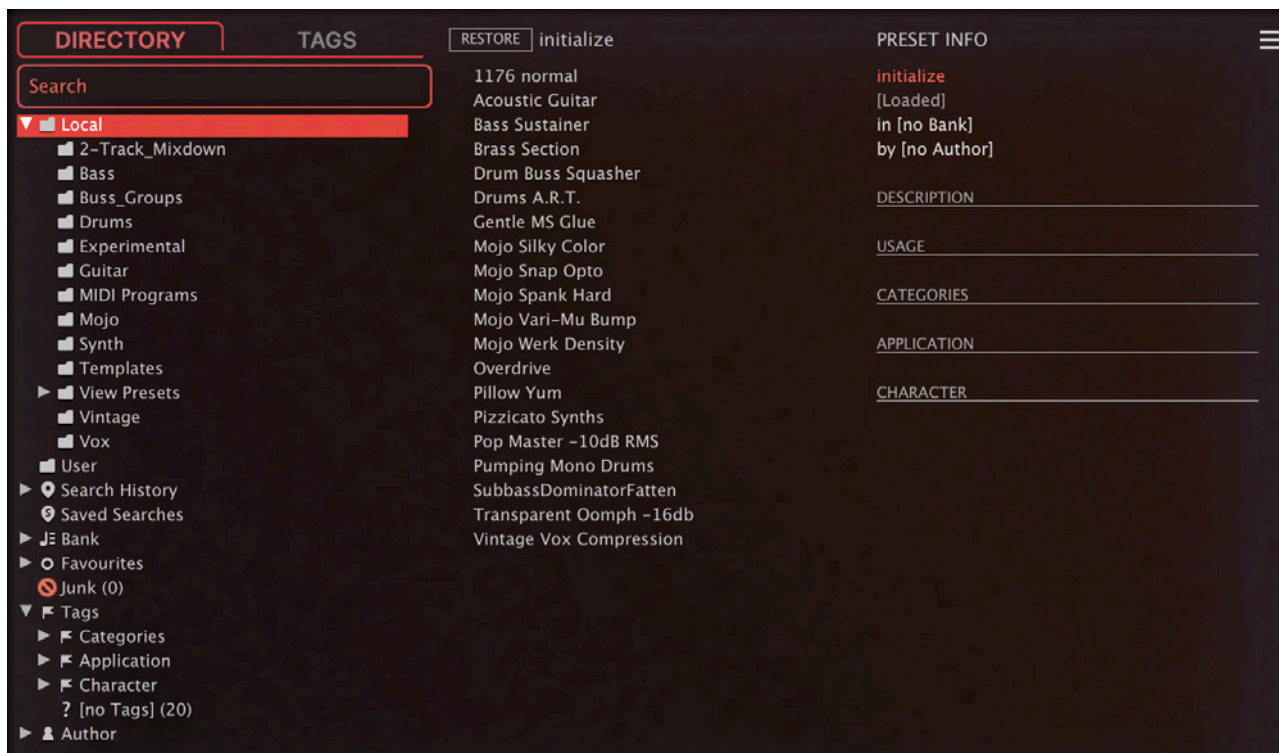 DIRECTORY
TAGS
Search
Local
2-Track_Mixdown
Bass
Buss_Groups
Drums
Experimental
Guitar
MIDI Programs
Mojo
Synth
Templates
View Presets
Vintage
Vox
User
Search History
Saved Searches
Bank
Favourites
Junk (0)
Tags
Categories
Application
Character
? [no Tags] (20)
Author
RESTORE initialize
1176 normal
Acoustic Guitar
Bass Sustainer
Brass Section
Drum Buss Squasher
Drums A.R.T.
Gentle MS Glue
Mojo Silky Color
Mojo Snap Opto
Mojo Spank Hard
Mojo Vari-Mu Bump
Mojo Werk Density
Overdrive
Pillow Yum
Pizzicato Synths
Pop Master -10dB RMS
Pumping Mono Drums
SubbassDominatorFatten
Transparent Oomph -16db
Vintage Vox Compression
PRESET INFO
initialize
[Loaded]
in [no Bank]
by [no Author]
DESCRIPTION
USAGE
CATEGORIES
APPLICATION
CHARACTER